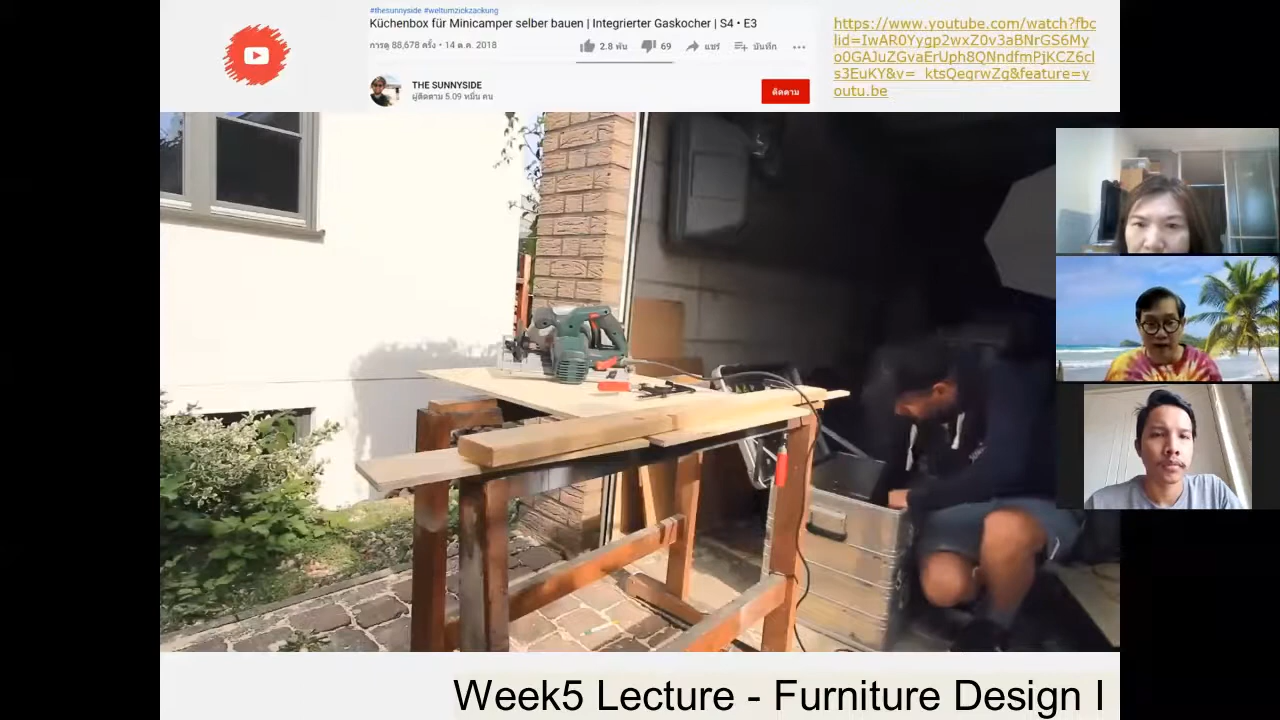 #thesunnyside #weltumzickzackung
Küchenbox für Minicamper selber bauen | Integrierter Gaskocher | S4 • E3
การดู 88,678 ครั้ง • 14 ต.ค. 2018
2.8 พัน
69
แชร์
บันทึก
THE SUNNYSIDE
ผู้ติดตาม 5.09 หมื่น คน
ติดตาม
https://www.youtube.com/watch?fbc
lid=IwAR0Yygp2wxZ0v3aBNrGS6My
o0GAJuZGvaErUph8QNndfmPjKCZ6cl
s3EuKY&v=_ktsQeqrwZg&feature=y
outu.be
Week5 Lecture - Furniture Design I